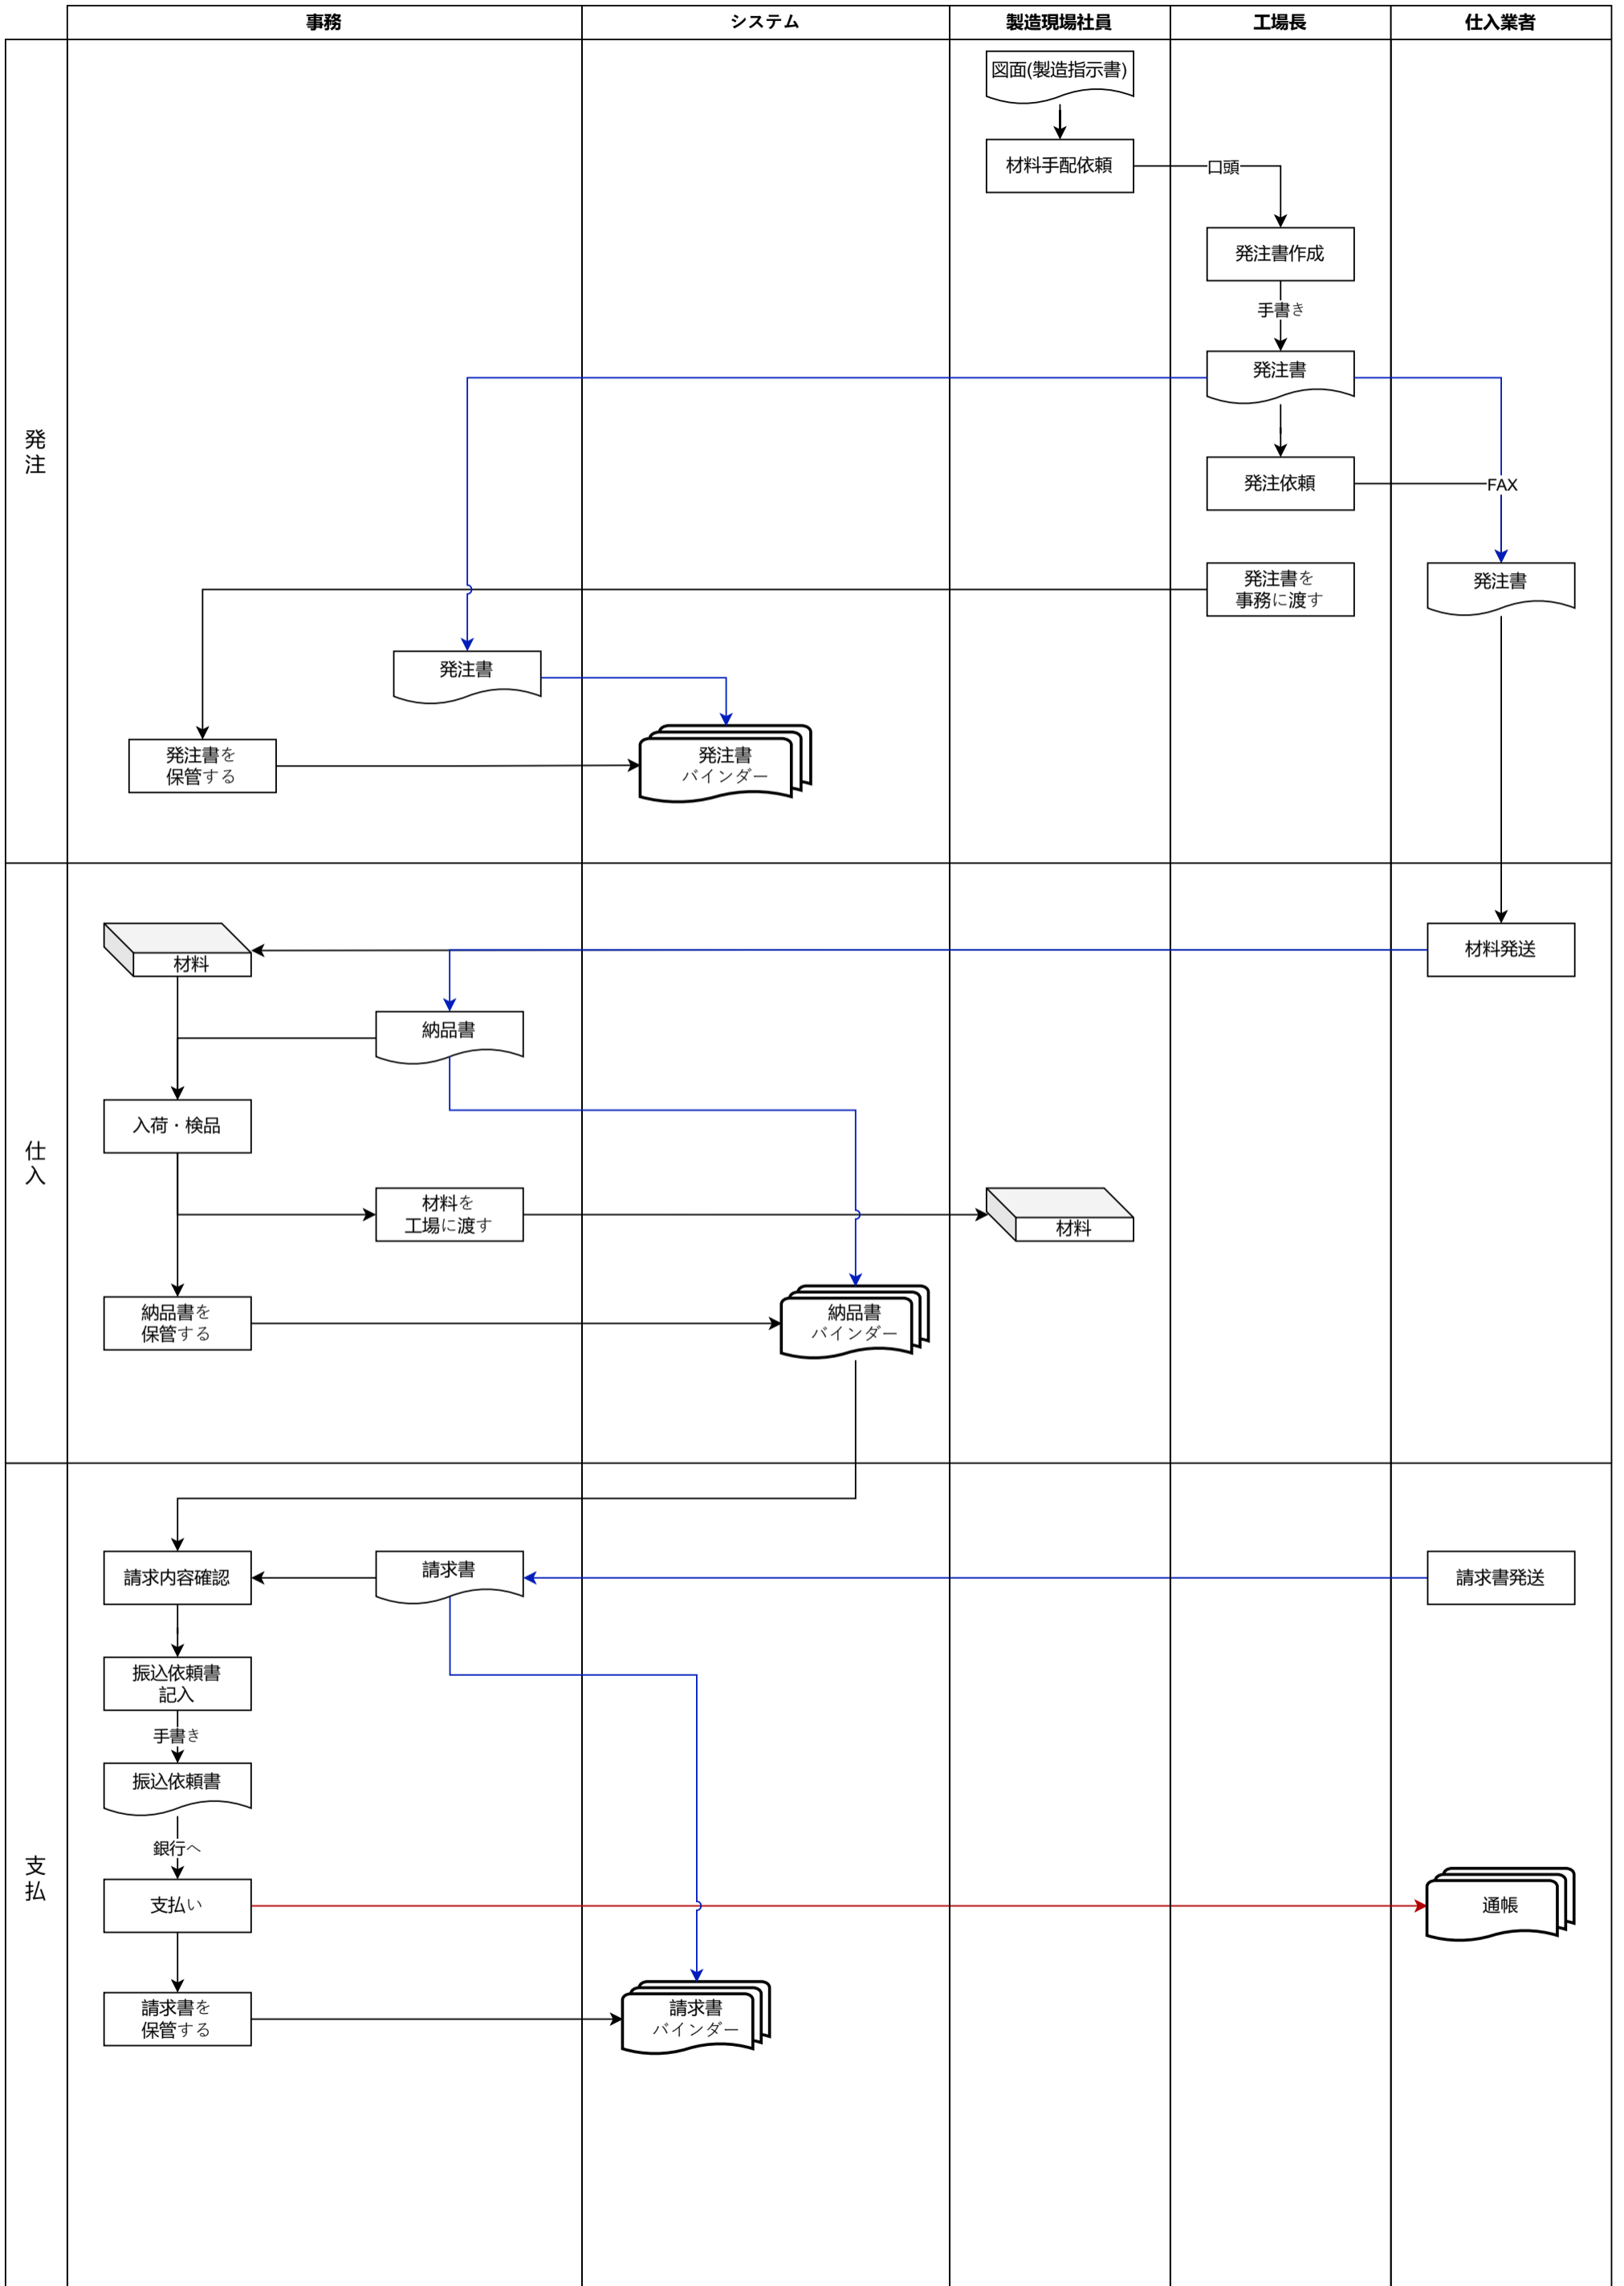 事務
システム
製造現場社員
工場長
仕入業者
発
注
図面(製造指示書)
材料手配依頼
口頭
発注書作成
手書き
発注書
発注依頼
FAX
発注書を
事務に渡す
発注書
発注書
発注書を
保管する
発注書
バインダー
仕
入
材料
材料発送
納品書
入荷・検品
材料を
工場に渡す
材料
納品書を
保管する
納品書
バインダー
支
払
請求内容確認
請求書
請求書発送
振込依頼書
記入
手書き
振込依頼書
銀行へ
支払い
通帳
請求書を
保管する
請求書
バインダー